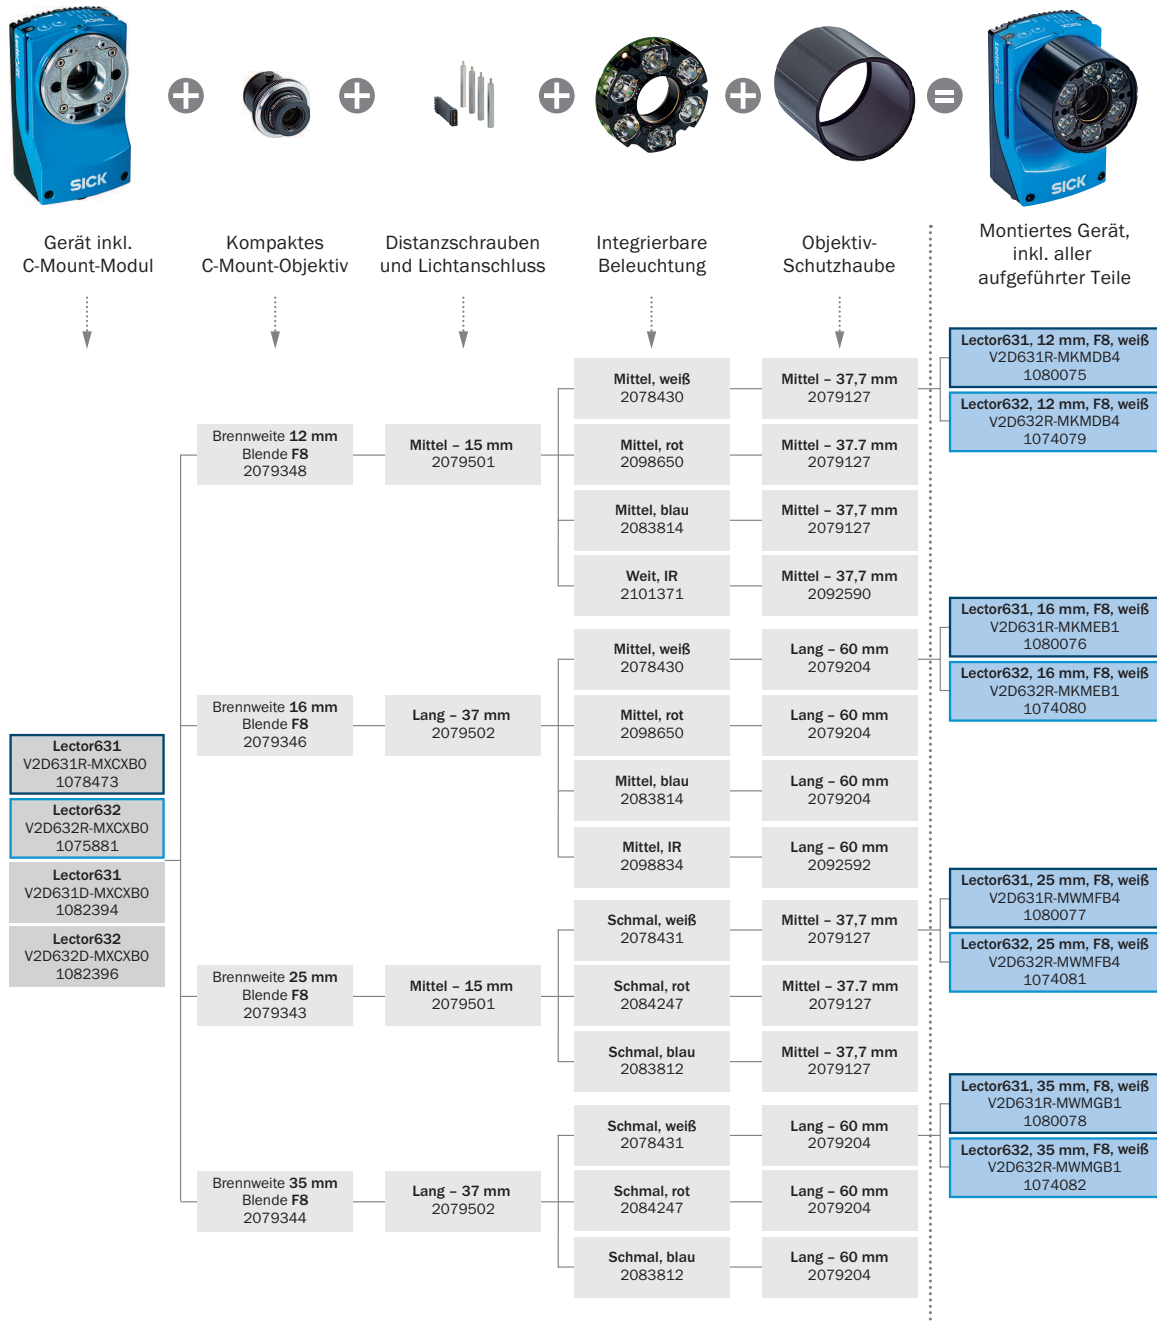 SICK
SICK
SICK
SICK
Gerät inkl.
C-Mount-Modul
Kompaktes
C-Mount-Objektiv
Distanzschrauben
und Lichtanschluss
Integrierbare
Beleuchtung
Objektiv-
Schutzhaube
Montiertes Gerät,
inkl. aller
aufgeführter Teile
Lector631
V2D631R-MXCXB0
1078473
Lector632
V2D632R-MXCXB0
1075881
Lector631
V2D631D-MXCXB0
1082394
Lector632
V2D632D-MXCXB0
1082396
Brennweite 12 mm
Blende F8
2079348
Mittel – 15 mm
2079501
Mittel, weiß
2078430
Mittel – 37,7 mm
2079127
Mittel, rot
2098650
Mittel – 37.7 mm
2079127
Mittel, blau
2083814
Mittel – 37,7 mm
2079127
Weit, IR
2101371
Mittel – 37,7 mm
2092590
Lector631, 12 mm, F8, weiß
V2D631R-MKMDB4
1080075
Lector632, 12 mm, F8, weiß
V2D632R-MKMDB4
1074079
Brennweite 16 mm
Blende F8
2079346
Lang – 37 mm
2079502
Mittel, weiß
2078430
Lang – 60 mm
2079204
Mittel, rot
2098650
Lang – 60 mm
2079204
Mittel, blau
2083814
Lang – 60 mm
2079204
Mittel, IR
2098834
Lang – 60 mm
2092592
Lector631, 16 mm, F8, weiß
V2D631R-MKMEB1
1080076
Lector632, 16 mm, F8, weiß
V2D632R-MKMEB1
1074080
Brennweite 25 mm
Blende F8
2079343
Mittel – 15 mm
2079501
Schmal, weiß
2078431
Mittel – 37,7 mm
2079127
Schmal, rot
2084247
Mittel – 37.7 mm
2079127
Schmal, blau
2083812
Mittel – 37,7 mm
2079127
Lector631, 25 mm, F8, weiß
V2D631R-MWMFB4
1080077
Lector632, 25 mm, F8, weiß
V2D632R-MWMFB4
1074081
Brennweite 35 mm
Blende F8
2079344
Lang – 37 mm
2079502
Schmal, weiß
2078431
Lang – 60 mm
2079204
Schmal, rot
2084247
Lang – 60 mm
2079204
Schmal, blau
2083812
Lang – 60 mm
2079204
Lector631, 35 mm, F8, weiß
V2D631R-MWMGB1
1080078
Lector632, 35 mm, F8, weiß
V2D632R-MWMGB1
1074082